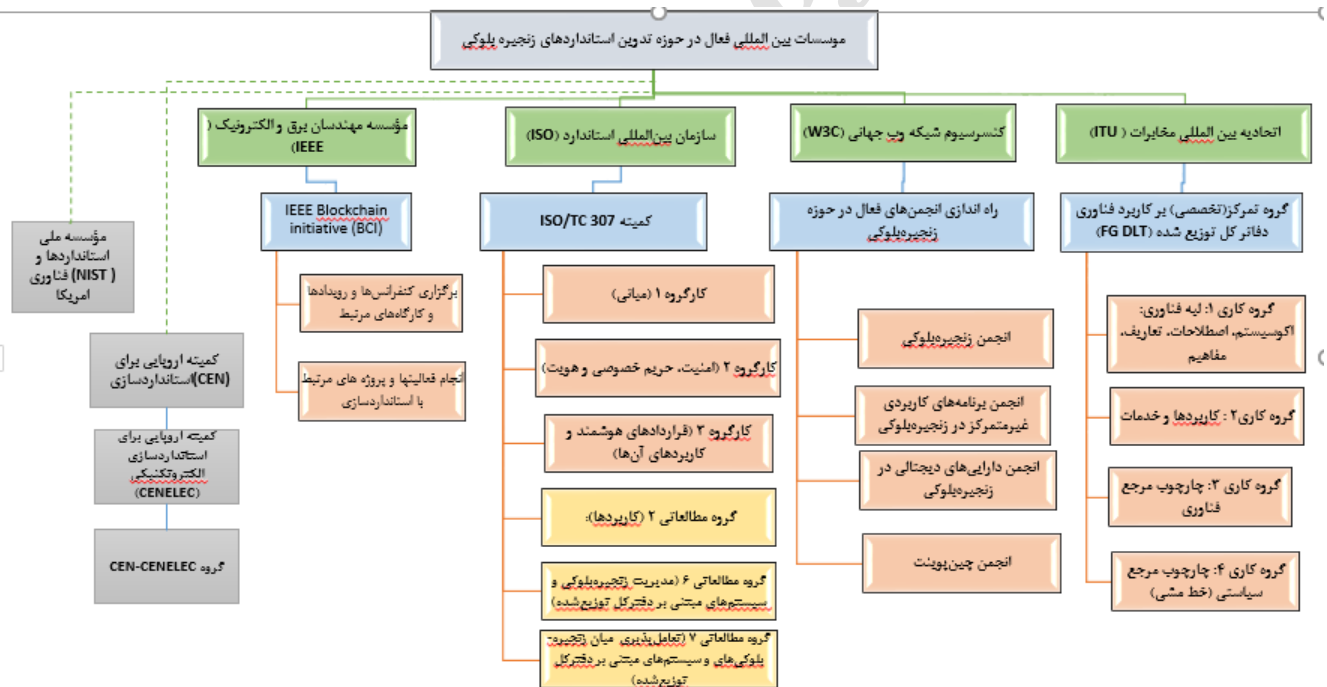 موسسات بین المللی فعال در حوزه تدوین استانداردهای زنجیره بلوکی
اتحادیه بین المللی مخابرات ( ITU)
کنسرسیوم شبکه وب جهانی (W3C)
سازمان بین‌المللی استاندارد (ISO)
مؤسسه مهندسان برق و الکترونیک (
IEEE)
گروه تمرکز(تخصصی) بر کاربرد فناوری
دفاتر کل توزیع شده (FG DLT)
گروه کاری ۱: لیه فناوری:
اکوسیستم، اصطلاحات، تعاریف،
مفاهیم
گروه کاری۲ : کاربردها و خدمات
گروه کاری ۳: چارچوب مرجع
فناوری
گروه کاری ۴: چارچوب مرجع
سیاستی (خط مشی)
راه اندازی انجمن‌های فعال در حوزه
زنجیره‌بلوکی
انجمن زنجیره‌بلوکی
انجمن برنامه‌های کاربردی
غیرمتمرکز در زنجیره‌بلوکی
انجمن دارایی‌های دیجتالی در
زنجیره‌بلوکی
انجمن چین‌پوینت
کمیته ISO/TC 307
کارگروه ۱ (مبانی)
کارگروه ۲ (امنیت، حریم خصوصی و هویت)
کارگروه ۳ (قراردادهای هوشمند و
کاربردهای آن‌ها)
گروه مطالعاتی ۲ (کاربردها):
گروه مطالعاتی ۶ (مدیریت زنجیره‌بلوکی و
سیستم‌های مبتنی بر دفترکل توزیع‌شده)
گروه مطالعاتی ۷ (تعامل‌پذیری میان زنجیره-
بلوکی‌های و سیستم‌های مبتنی بر دفترکل
توزیع‌شده)
IEEE Blockchain
initiative (BCI)
برگزاری کنفرانس‌ها و رویدادها
و کارگاه‌های مرتبط
انجام فعالیتها و پروژه های مرتبط
با استانداردسازی
مؤسسه ملی
استانداردها و
فناوری (NIST )
امریکا
کمیته اروپایی برای
استانداردسازی(CEN)
کمیته اروپایی برای
استانداردسازی
الکتروتکنیکی
(CENELEC)
گروه CEN-CENELEC